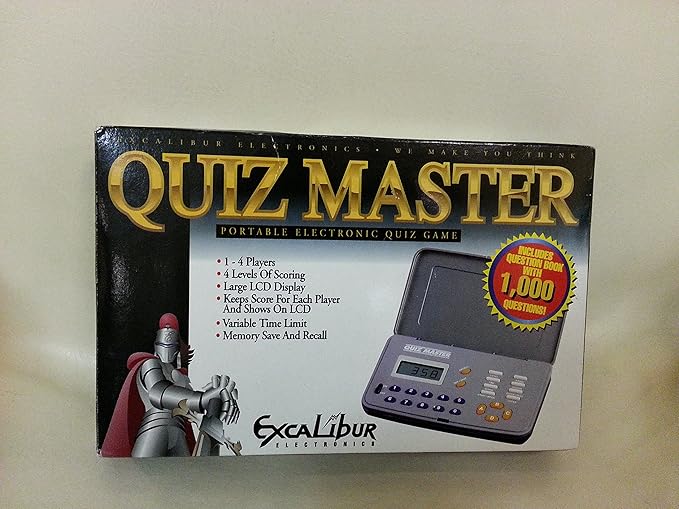 EXCALIBUR ELECTRONICS • WE MAKE YOU THINK
QUIZ MASTER
PORTABLE ELECTRONIC QUIZ GAME
• 1 - 4 Players
• 4 Levels Of Scoring
• Large LCD Display
• Keeps Score For Each Player
And Shows On LCD
• Variable Time Limit
• Memory Save And Recall
INCLUDES
QUESTION BOOK
WITH
1,000
QUESTIONS!
QUIZ MASTER
358
EXCALIBUR
ELECTRONICS